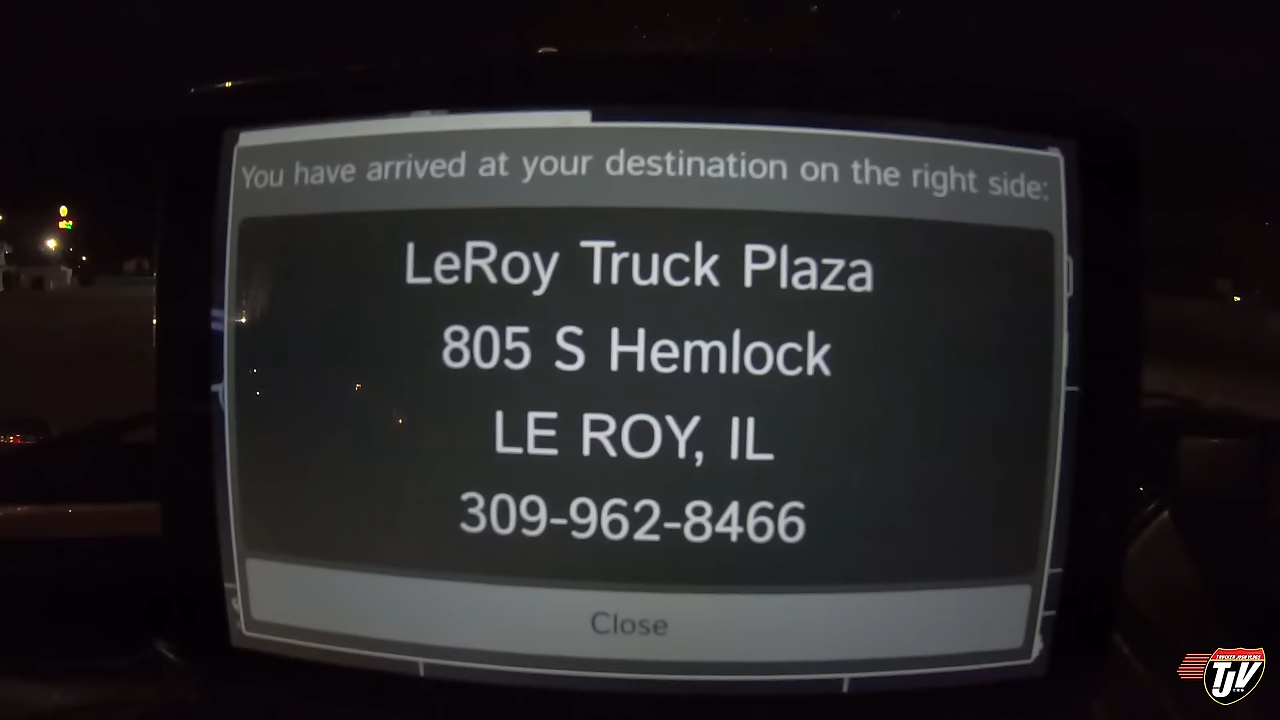 You have arrived at your destination on the right side:
LeRoy Truck Plaza
805 S Hemlock
LE ROY, IL
309-962-8466
Close
TJV